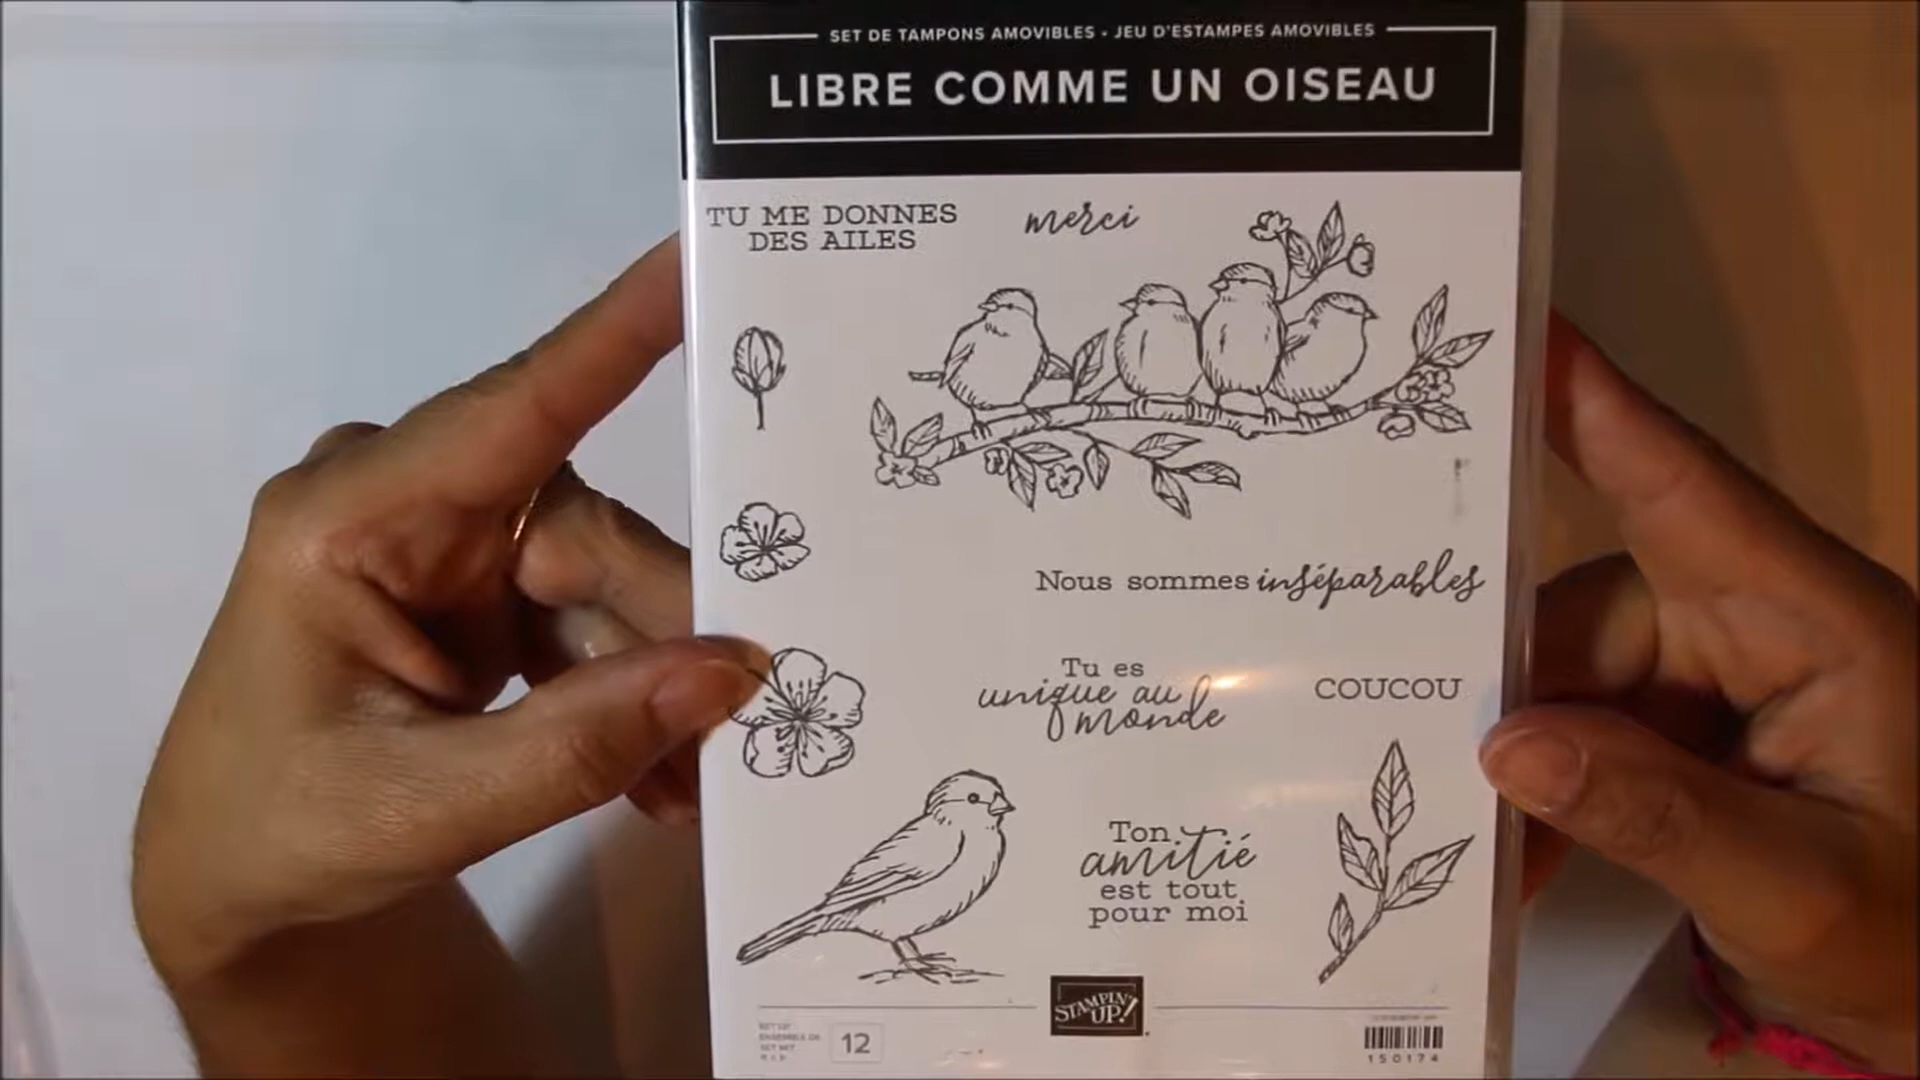 SET DE TAMPONS AMOVIBLES • JEU D'ESTAMPES AMOVIBLES
LIBRE COMME UN OISEAU
TU ME DONNES
DES AILES
merci
Nous sommes inséparables
Tu es
unique au
monde
COUCOU
Ton
amitié
est tout
pour moi
STAMPIN'
UP!
12
150174